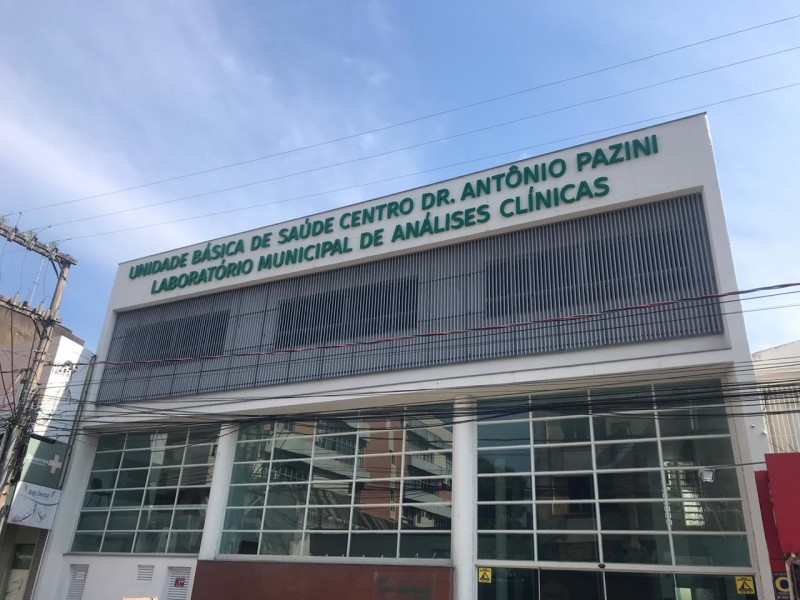 UNIDADE BÁSICA DE SAÚDE CENTRO DR. ANTÔNIO PAZINI
LABORATÓRIO MUNICIPAL DE ANÁLISES CLÍNICAS